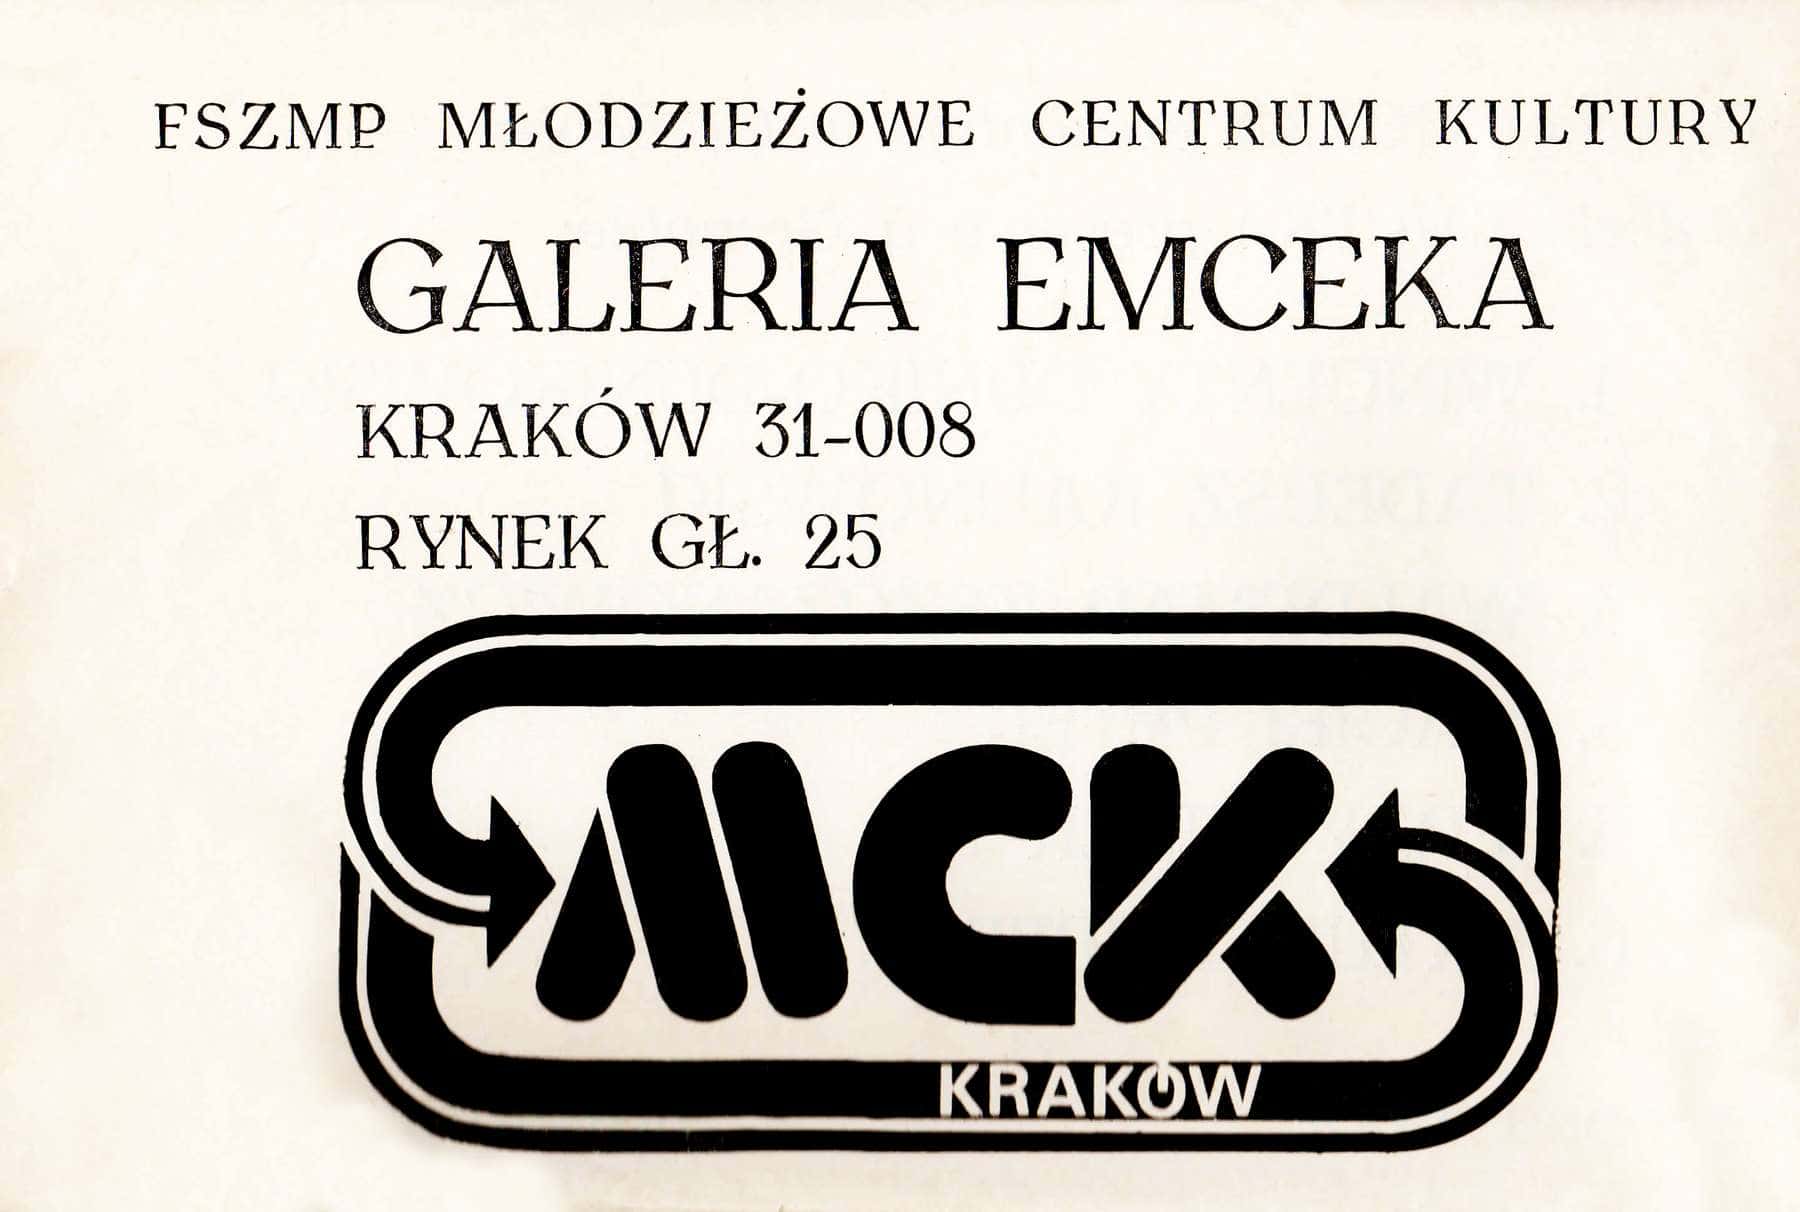 FSZMP MŁODZIEŻOWE CENTRUM KULTURY
GALERIA EMCEKA
KRAKÓW 31-008
RYNEK GŁ. 25
MCK
KRAKÓW